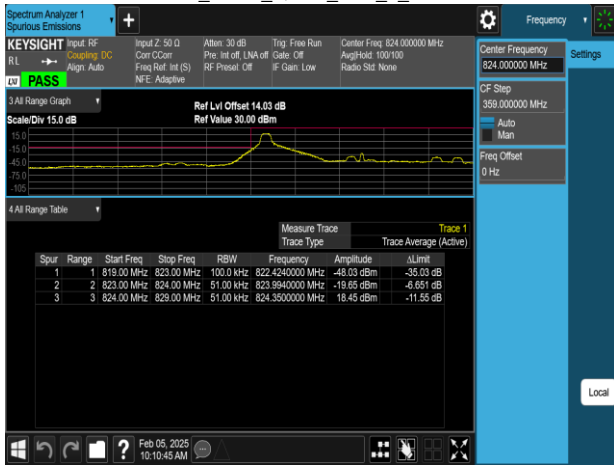 Spectrum Analyzer 1
Spurious Emissions
Frequency
KEYSIGHT
RL
LXI PASS
Input: RF
Coupling: DC
Align: Auto
Input Z: 50 Ω
Corr CCorr
Freq Ref: Int (S)
NFE: Adaptive
Atten: 30 dB
Pre: Int off, LNA off
RF Preset: Off
Trig: Free Run
Gate: Off
IF Gain: Low
Center Freq: 824.000000 MHz
Avg|Hold: 100/100
Radio Std: None
Center Frequency
824.000000 MHz
Settings
CF Step
359.000000 MHz
Auto
Man
Freq Offset
0 Hz
Local
3 All Range Graph
Scale/Div 15.0 dB
Ref Lvl Offset 14.03 dB
Ref Value 30.00 dBm
15.0
-15.0
-45.0
-75.0
-105
4 All Range Table
Measure Trace Trace 1
Trace Type Trace Average (Active)
Spur Range Start Freq Stop Freq RBW Frequency Amplitude ΔLimit
1 1 819.00 MHz 823.00 MHz 100.0 kHz 822.4240000 MHz -48.03 dBm -35.03 dB
2 2 823.00 MHz 824.00 MHz 51.00 kHz 823.9940000 MHz -19.65 dBm -6.651 dB
3 3 824.00 MHz 829.00 MHz 51.00 kHz 824.3500000 MHz 18.45 dBm -11.55 dB
Feb 05, 2025
10:10:45 AM